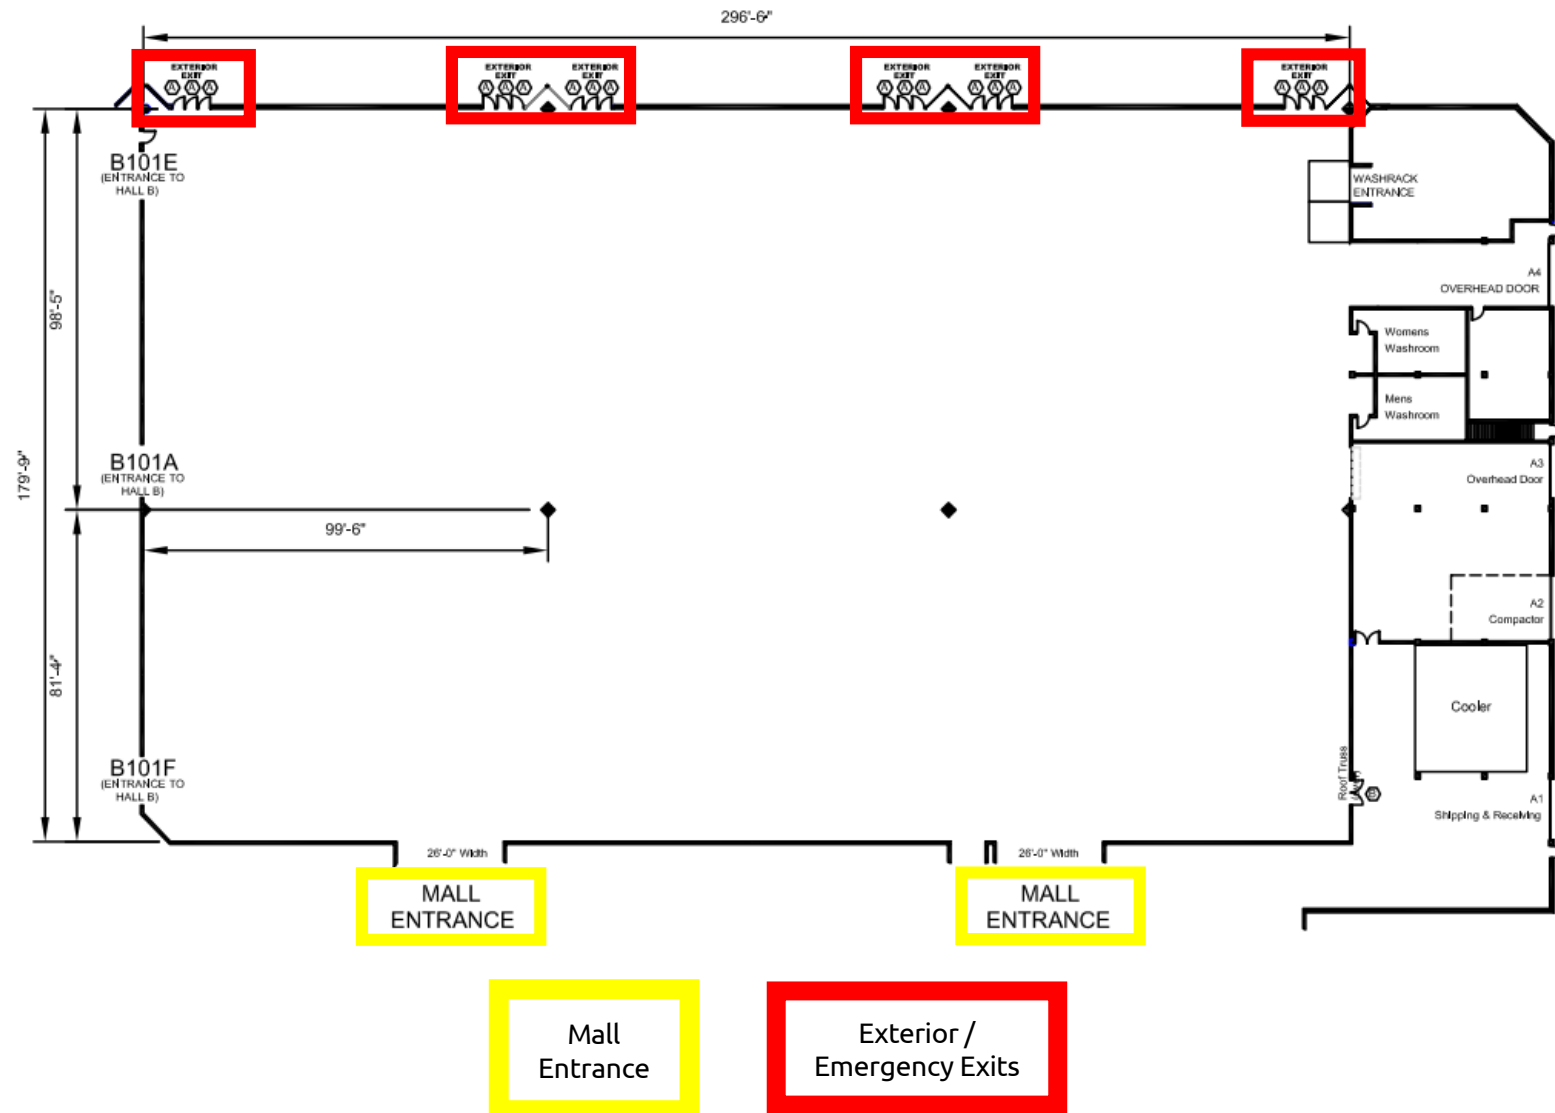 296'-6"
EXTERIOR
EXIT
A A A
EXTERIOR
EXIT
A A A
EXTERIOR
EXIT
A A A
EXTERIOR
EXIT
A A A
EXTERIOR
EXIT
A A A
EXTERIOR
EXIT
A A A
B101E
(ENTRANCE TO
HALL B)
WASHRACK
ENTRANCE
A4
OVERHEAD DOOR
98'-5"
Womens
Washroom
Mens
Washroom
B101A
(ENTRANCE TO
HALL B)
A3
Overhead Door
179'-9"
99'-6"
A2
Compactor
81'-4"
Cooler
B101F
(ENTRANCE TO
HALL B)
Roof Truss
A1
Shipping & Receiving
26'-0" Width
26'-0" Width
MALL
ENTRANCE
MALL
ENTRANCE
Mall
Entrance
Exterior /
Emergency Exits